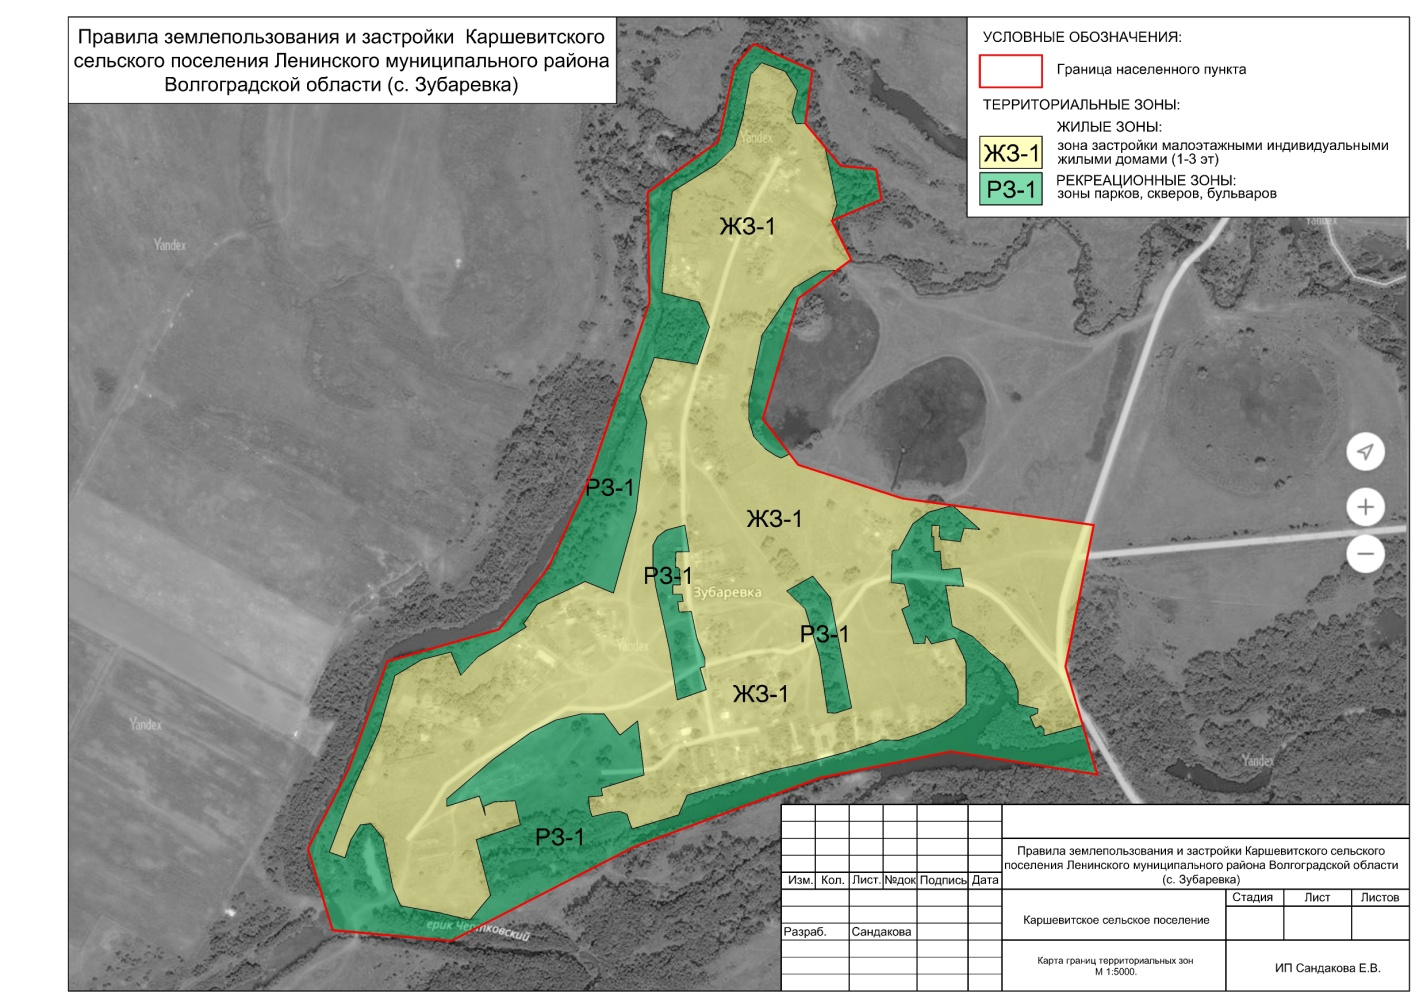 Правила землепользования и застройки Каршевитского
сельского поселения Ленинского муниципального района
Волгоградской области (с. Зубаревка)
УСЛОВНЫЕ ОБОЗНАЧЕНИЯ:
Граница населенного пункта
ТЕРРИТОРИАЛЬНЫЕ ЗОНЫ:
ЖИЛЫЕ ЗОНЫ:
ЖЗ-1
зона застройки малоэтажными индивидуальными
жилыми домами (1-3 эт)
РЗ-1
РЕКРЕАЦИОННЫЕ ЗОНЫ:
зоны парков, скверов, бульваров
Yandex
Yandex
Yandex
ЖЗ-1
РЗ-1
ЖЗ-1
РЗ-1
Зубаревка
РЗ-1
Yandex
ЖЗ-1
Yandex
Yandex
РЗ-1
ерик Чертковский
Изм. Кол. Лист. №док Подпись Дата
Разраб. Сандакова
Правила землепользования и застройки Каршевитского сельского
поселения Ленинского муниципального района Волгоградской области
(с. Зубаревка)
Каршевитское сельское поселение
Стадия Лист Листов
Карта границ территориальных зон
М 1:5000.
ИП Сандакова Е.В.